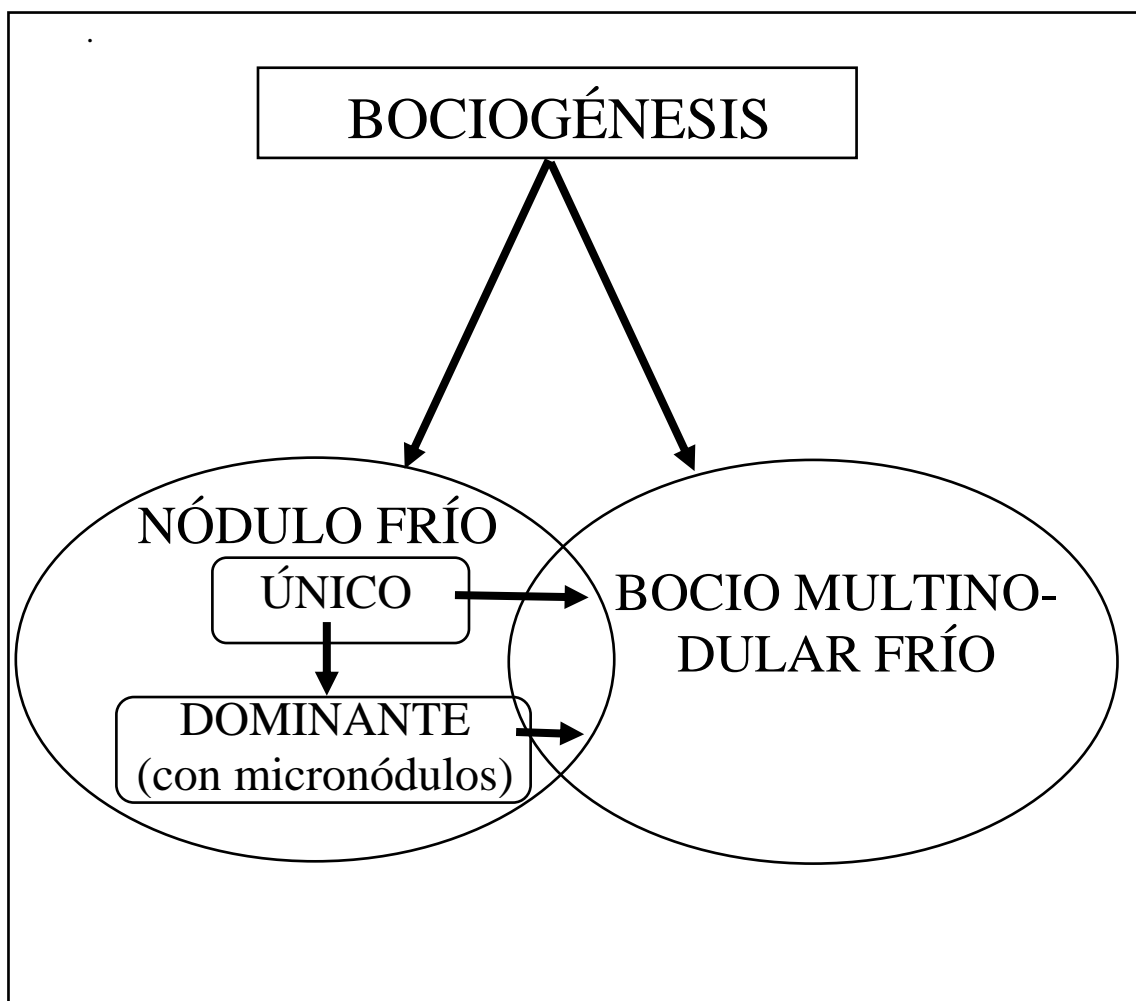 .
BOCIOGÉNESIS
NÓDULO FRÍO
ÚNICO
DOMINANTE
(con micronódulos)
BOCIO MULTINO-
DULAR FRÍO